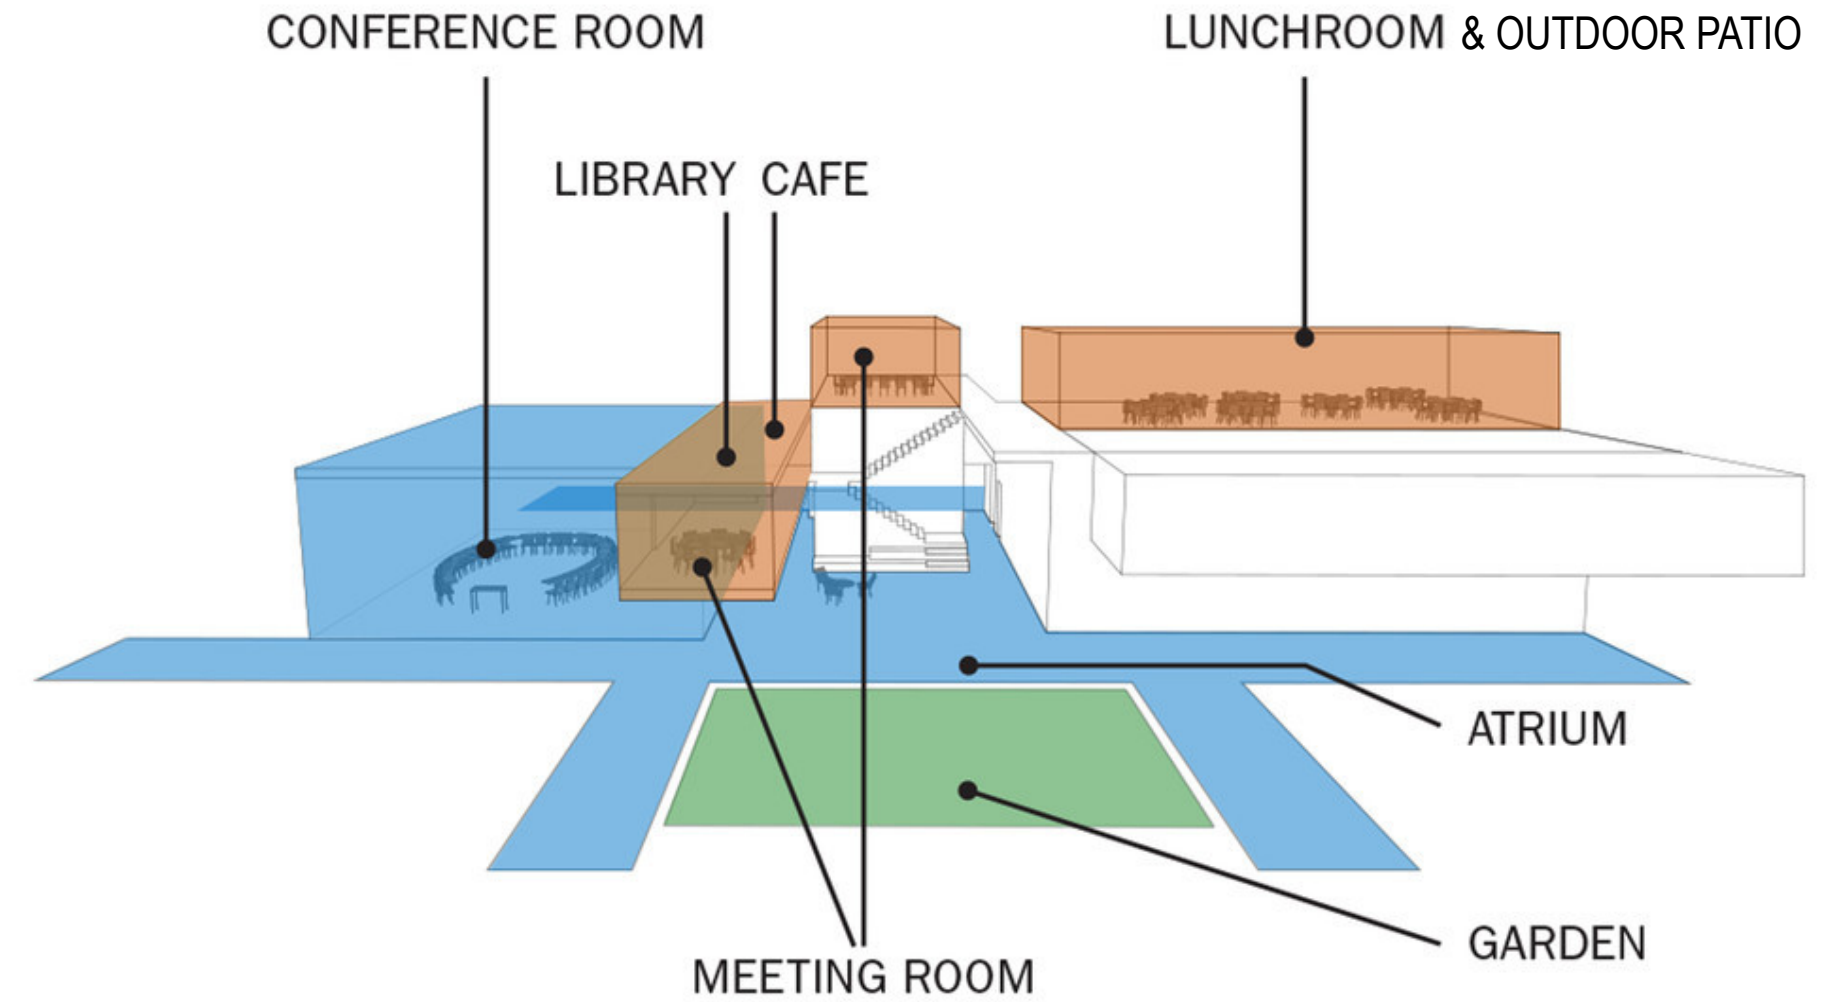 CONFERENCE ROOM
LUNCHROOM & OUTDOOR PATIO
LIBRARY
CAFE
ATRIUM
GARDEN
MEETING ROOM